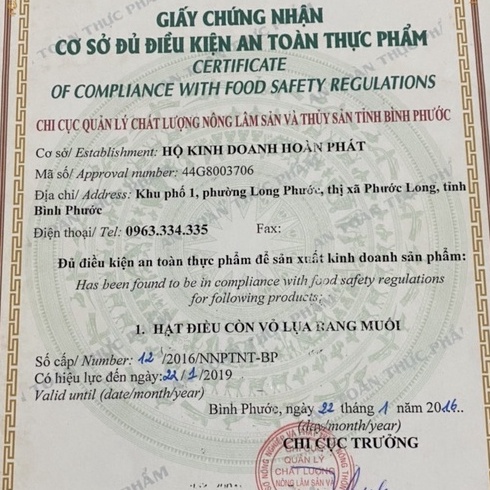 GIẤY CHỨNG NHẬN
CƠ SỞ ĐỦ ĐIỀU KIỆN AN TOÀN THỰC PHẨM
CERTIFICATE
OF COMPLIANCE WITH FOOD SAFETY REGULATIONS
CHI CỤC QUẢN LÝ CHẤT LƯỢNG NÔNG LÂM SẢN VÀ THỦY SẢN TỈNH BÌNH PHƯỚC
Cơ sở/ Establishment: HỘ KINH DOANH HOÀN PHÁT
Mã số/ Approval number: 44G8003706
Địa chỉ/ Address: Khu phố 1, phường Long Phước, thị xã Phước Long, tỉnh
Bình Phước
Điện thoại/ Tel: 0963.334.335 Fax:
Đủ điều kiện an toàn thực phẩm để sản xuất kinh doanh sản phẩm:
Has been found to be in compliance with food safety regulations
for following products:
1. HẠT ĐIỀU CÒN VỎ LỤA RANG MUỐI
Số cấp/ Number: 12/2016/NNPTNT-BP
Có hiệu lực đến ngày: 22/1/2019
Valid until (date/month/year)
Bình Phước, ngày 22 tháng 1 năm 2016..
(day/month/year)
CHI CỤC TRƯỞNG
CHI CỤC
QUẢN LÝ
CHẤT LƯỢNG
NÔNG LÂM SẢN VÀ